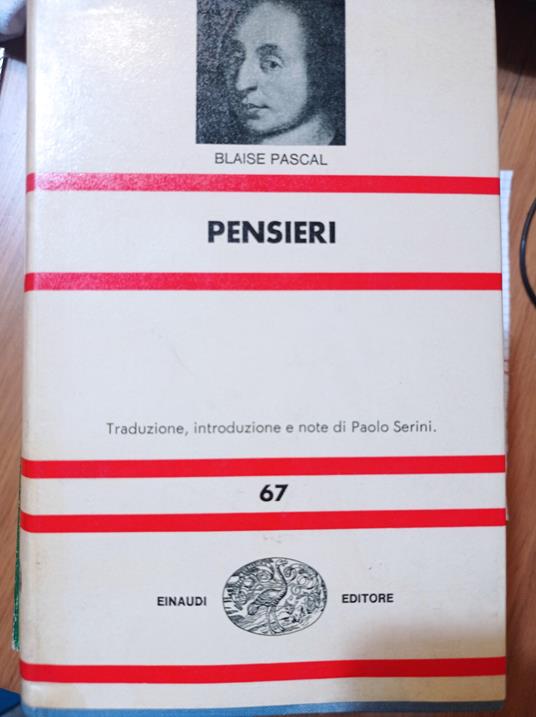 BLAISE PASCAL
PENSIERI
Traduzione, introduzione e note di Paolo Serini.
67
EINAUDI EDITORE